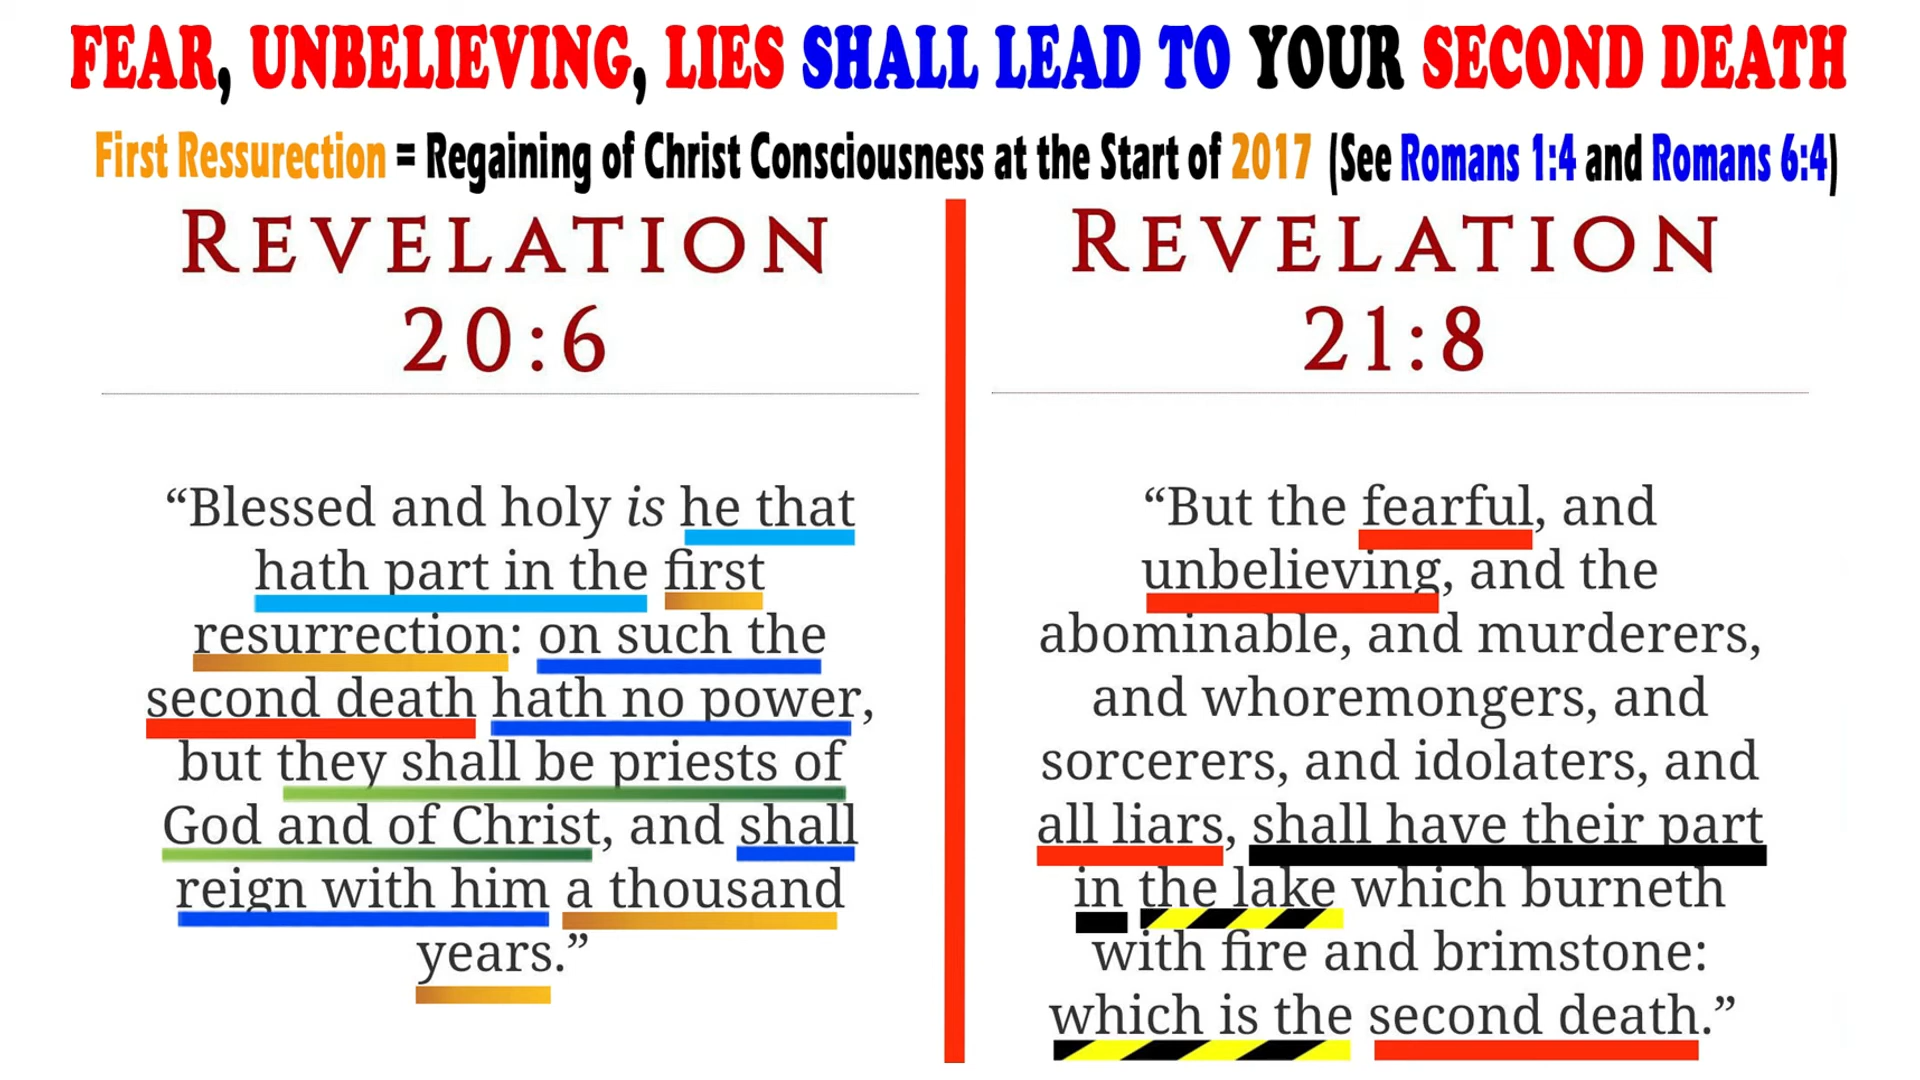 FEAR, UNBELIEVING, LIES SHALL LEAD TO YOUR SECOND DEATH
First Ressurection = Regaining of Christ Consciousness at the Start of 2017 (See Romans 1:4 and Romans 6:4)
REVELATION
20:6
“Blessed and holy is he that
hath part in the first
resurrection: on such the
second death hath no power,
but they shall be priests of
God and of Christ, and shall
reign with him a thousand
years.”
REVELATION
21:8
“But the fearful, and
unbelieving, and the
abominable, and murderers,
and whoremongers, and
sorcerers, and idolaters, and
all liars, shall have their part
in the lake which burneth
with fire and brimstone:
which is the second death.”